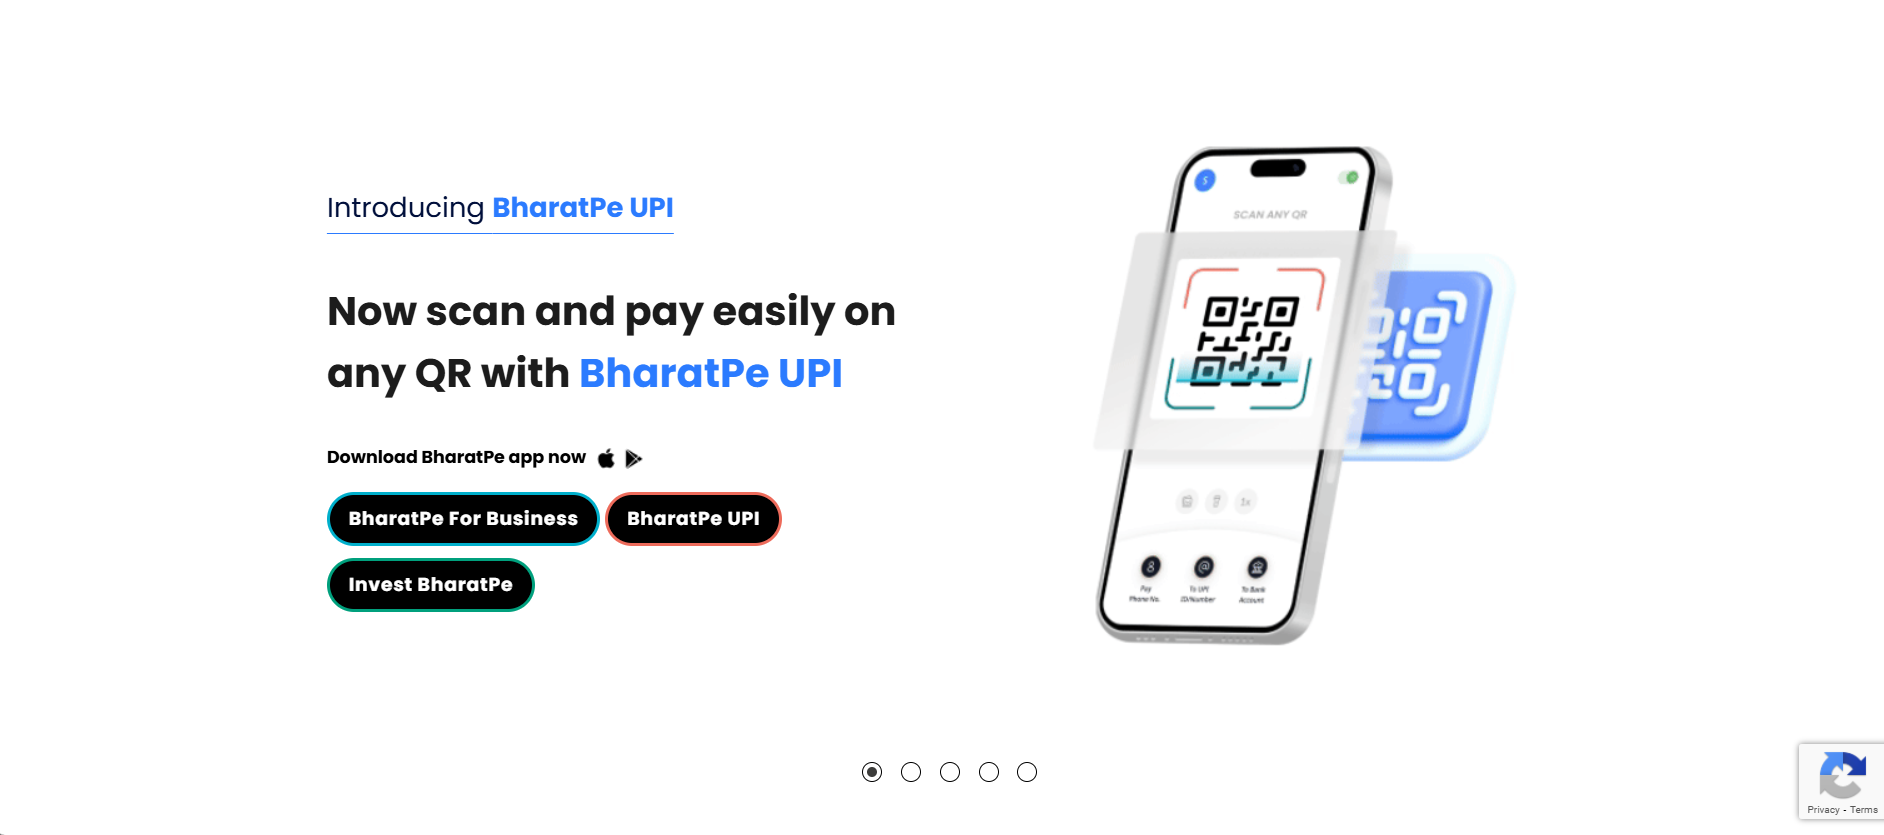 Introducing BharatPe UPI
Now scan and pay easily on
any QR with BharatPe UPI
Download BharatPe app now
BharatPe For Business
BharatPe UPI
Invest BharatPe
S
SCAN ANY QR
1x
Pay
Phone No.
To UPI
ID/Number
To Bank
Account
Privacy - Terms